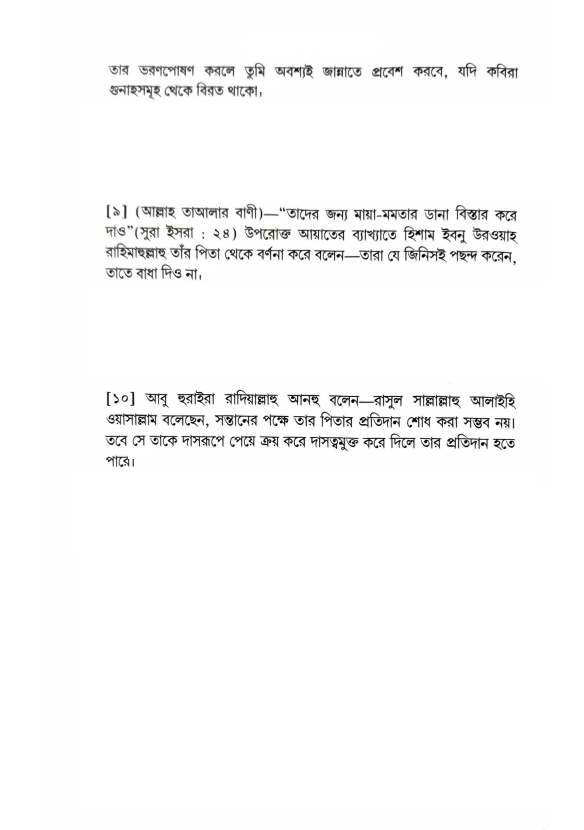 তার ভরণপোষণ করলে তুমি অবশ্যই জান্নাতে প্রবেশ করবে, যদি কবিরা
গুনাহসমূহ থেকে বিরত থাকো।
[৯] (আল্লাহ তাআলার বাণী)—“তাদের জন্য মায়া-মমতার ডানা বিস্তার করে
দাও”(সুরা ইসরা : ২৪) উপরোক্ত আয়াতের ব্যাখ্যাতে হিশাম ইবনু উরওয়াহ
রাহিমাহুল্লাহ তাঁর পিতা থেকে বর্ণনা করে বলেন—তারা যে জিনিসই পছন্দ করেন,
তাতে বাধা দিও না।
[১০] আবু হুরাইরা রাদিয়াল্লাহু আনহু বলেন—রাসুল সাল্লাল্লাহু আলাইহি
ওয়াসাল্লাম বলেছেন, সন্তানের পক্ষে তার পিতার প্রতিদান শোধ করা সম্ভব নয়।
তবে সে তাকে দাসরূপে পেয়ে ক্রয় করে দাসত্বমুক্ত করে দিলে তার প্রতিদান হতে
পারে।